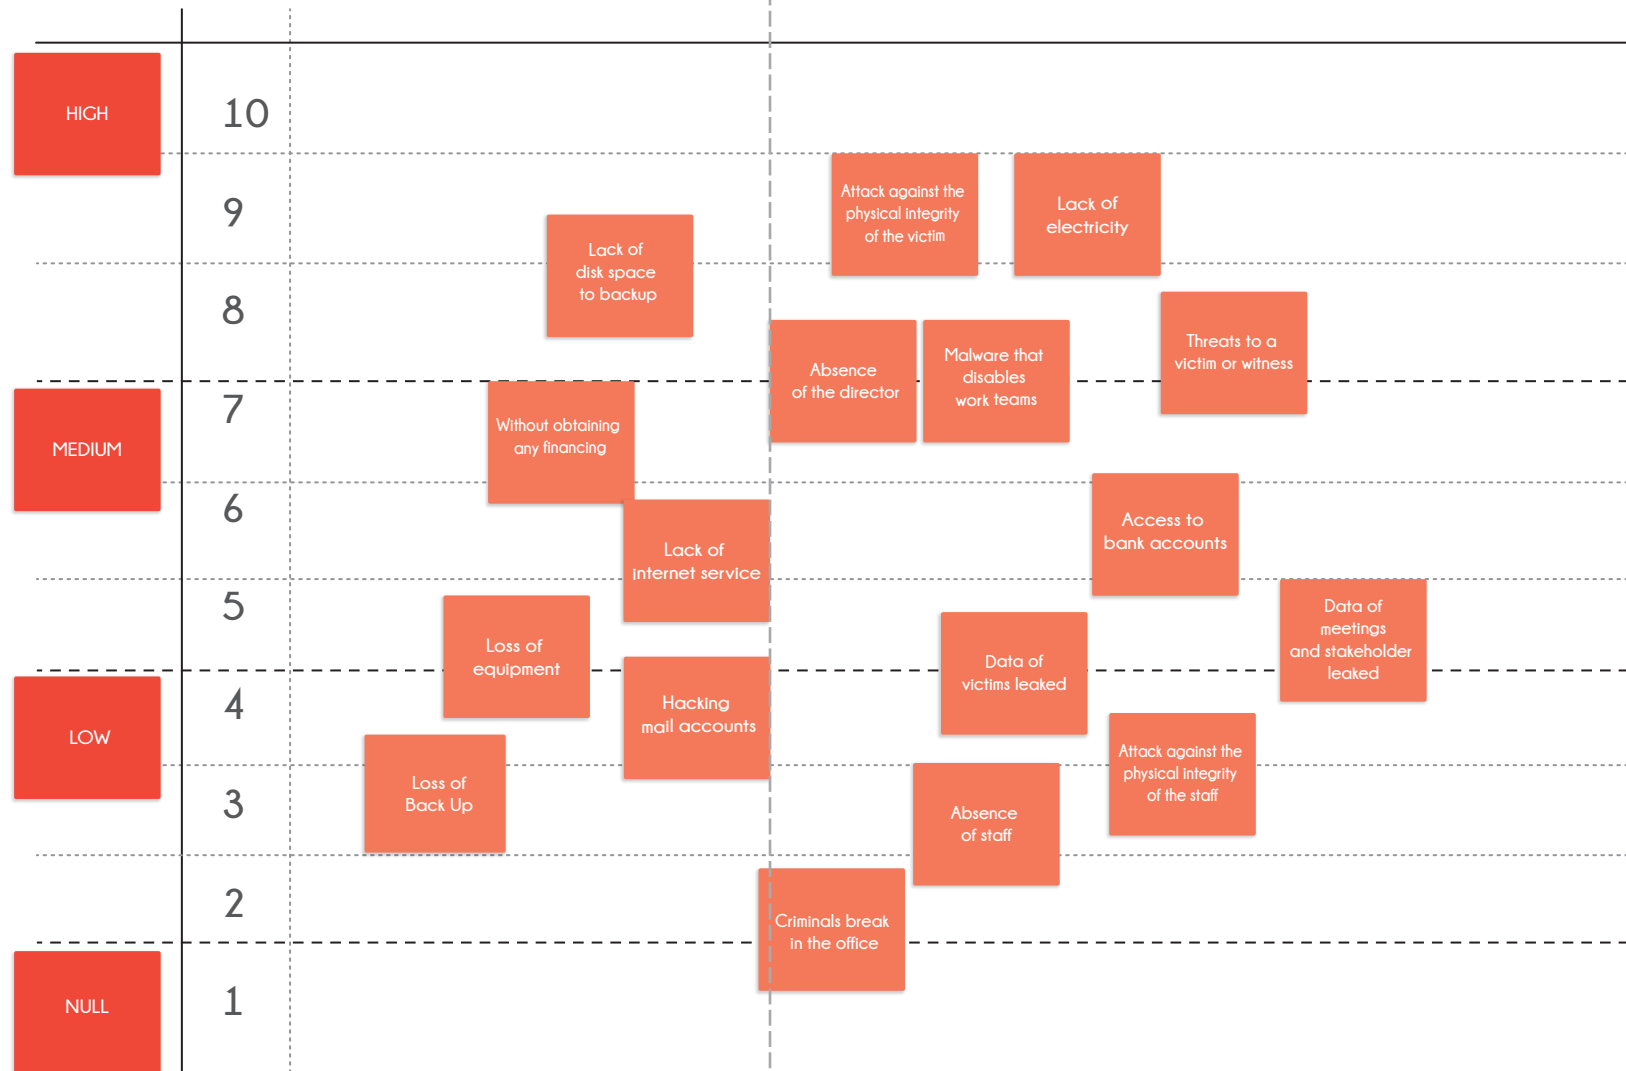 HIGH
10
9
Attack against the
physical integrity
of the victim
Lack of
electricity
Lack of
disk space
to backup
8
Threats to a
victim or witness
Absence
of the director
Malware that
disables
work teams
MEDIUM
7
Without obtaining
any financing
6
Access to
bank accounts
Lack of
internet service
5
Data of
meetings
and stakeholder
leaked
Loss of
equipment
Data of
victims leaked
LOW
4
Hacking
mail accounts
Attack against the
physical integrity
of the staff
3
Loss of
Back Up
Absence
of staff
2
Criminals break
in the office
NULL
1